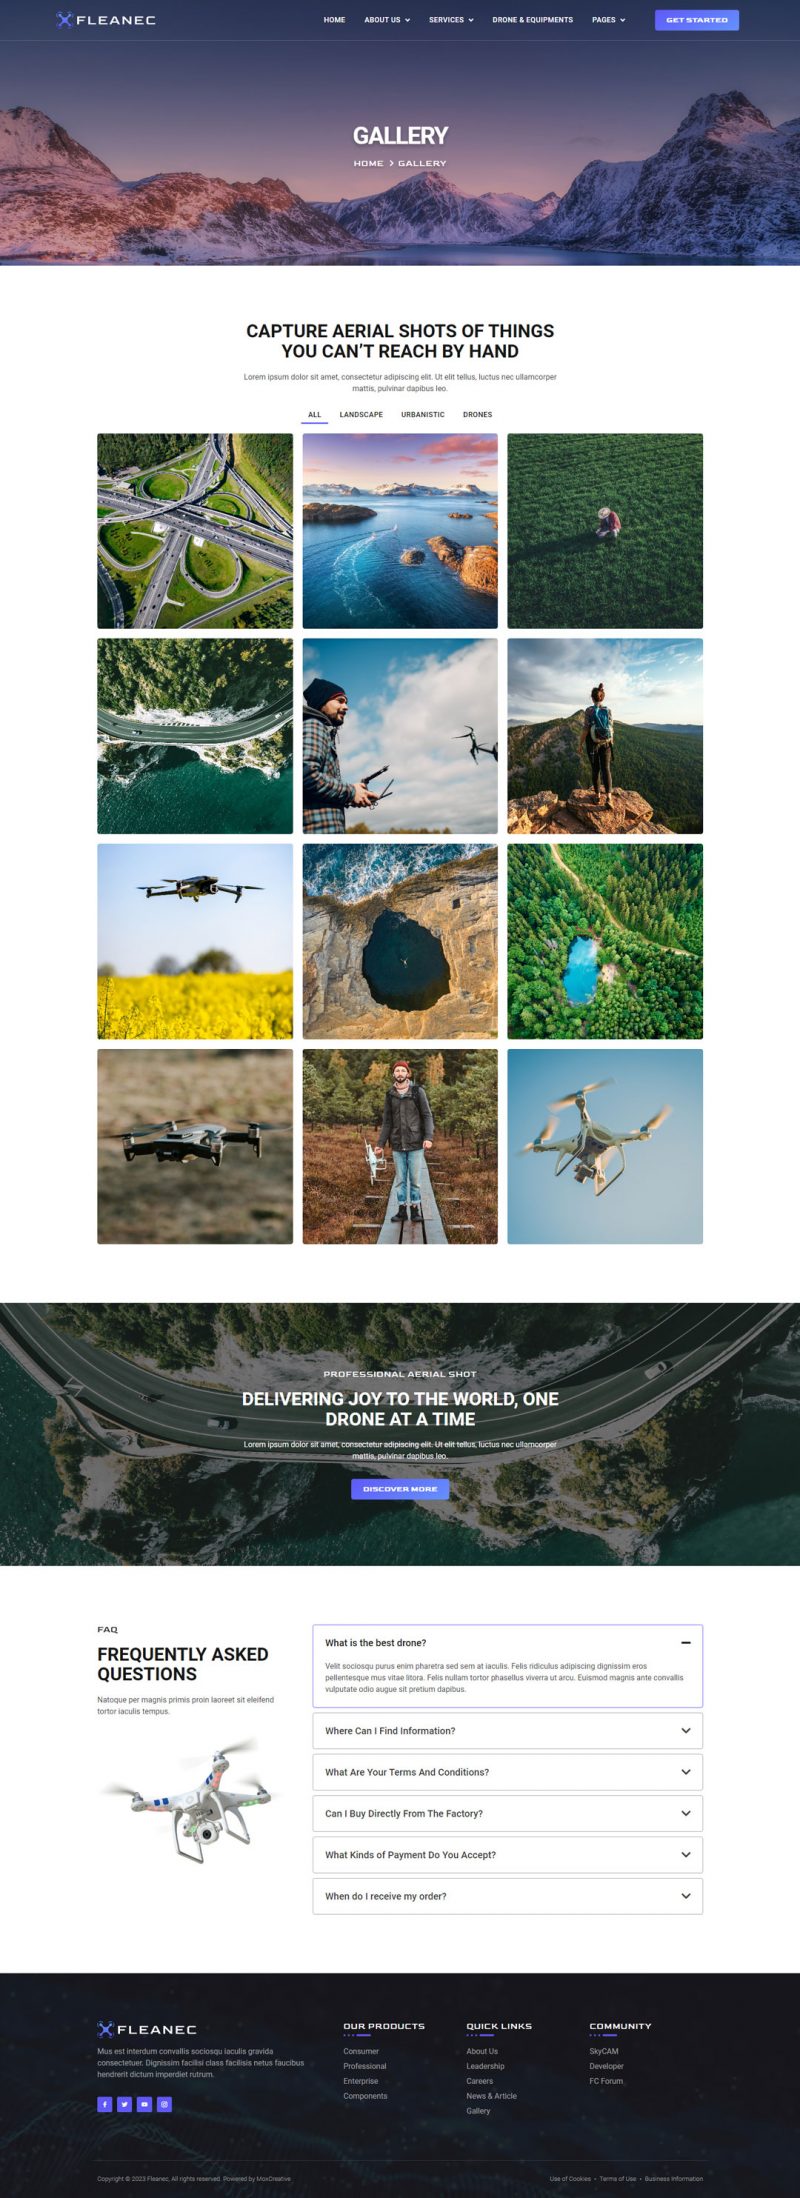 FLEANEC
HOME ABOUT US SERVICES DRONE & EQUIPMENTS PAGES GET STARTED
GALLERY
HOME GALLERY
CAPTURE AERIAL SHOTS OF THINGS
YOU CAN'T REACH BY HAND
Lorem ipsum dolor sit amet, consectetur adipiscing elit. Ut elit tellus, luctus nec ullamcorper
mattis, pulvinar dapibus leo.
ALL LANDSCAPE URBANISTIC DRONES
PROFESSIONAL AERIAL SHOT
DELIVERING JOY TO THE WORLD, ONE
DRONE AT A TIME
Lorem ipsum dolor sit amet, consectetur adipiscing elit. Ut elit tellus, luctus nec ullamcorper
mattis, pulvinar dapibus leo.
DISCOVER MORE
FAQ
FREQUENTLY ASKED
QUESTIONS
Natoque per magnis primis proin laoreet sit eleifend
tortor iaculis tempus.
What is the best drone?
Velit sociosqu purus enim pharetra sed sem at iaculis. Felis ridiculus adipiscing dignissim eros
pellentesque mus vitae litora. Felis nullam tortor phasellus viverra ut arcu. Euismod magnis ante convallis
vulputate odio augue sit pretium dapibus.
Where Can I Find Information?
What Are Your Terms And Conditions?
Can I Buy Directly From The Factory?
What Kinds of Payment Do You Accept?
When do I receive my order?
FLEANEC
Mus est interdum convallis sociosqu iaculis gravida
consectetuer. Dignissim facilisi class facilisis netus faucibus
hendrerit dictum imperdiet rutrum.
OUR PRODUCTS
Consumer
Professional
Enterprise
Components
QUICK LINKS
About Us
Leadership
Careers
News & Article
Gallery
COMMUNITY
SkyCAM
Developer
FC Forum
Copyright © 2023 Fleanec, All rights reserved. Powered by MoxCreative
Use of Cookies • Terms of Use • Business Information